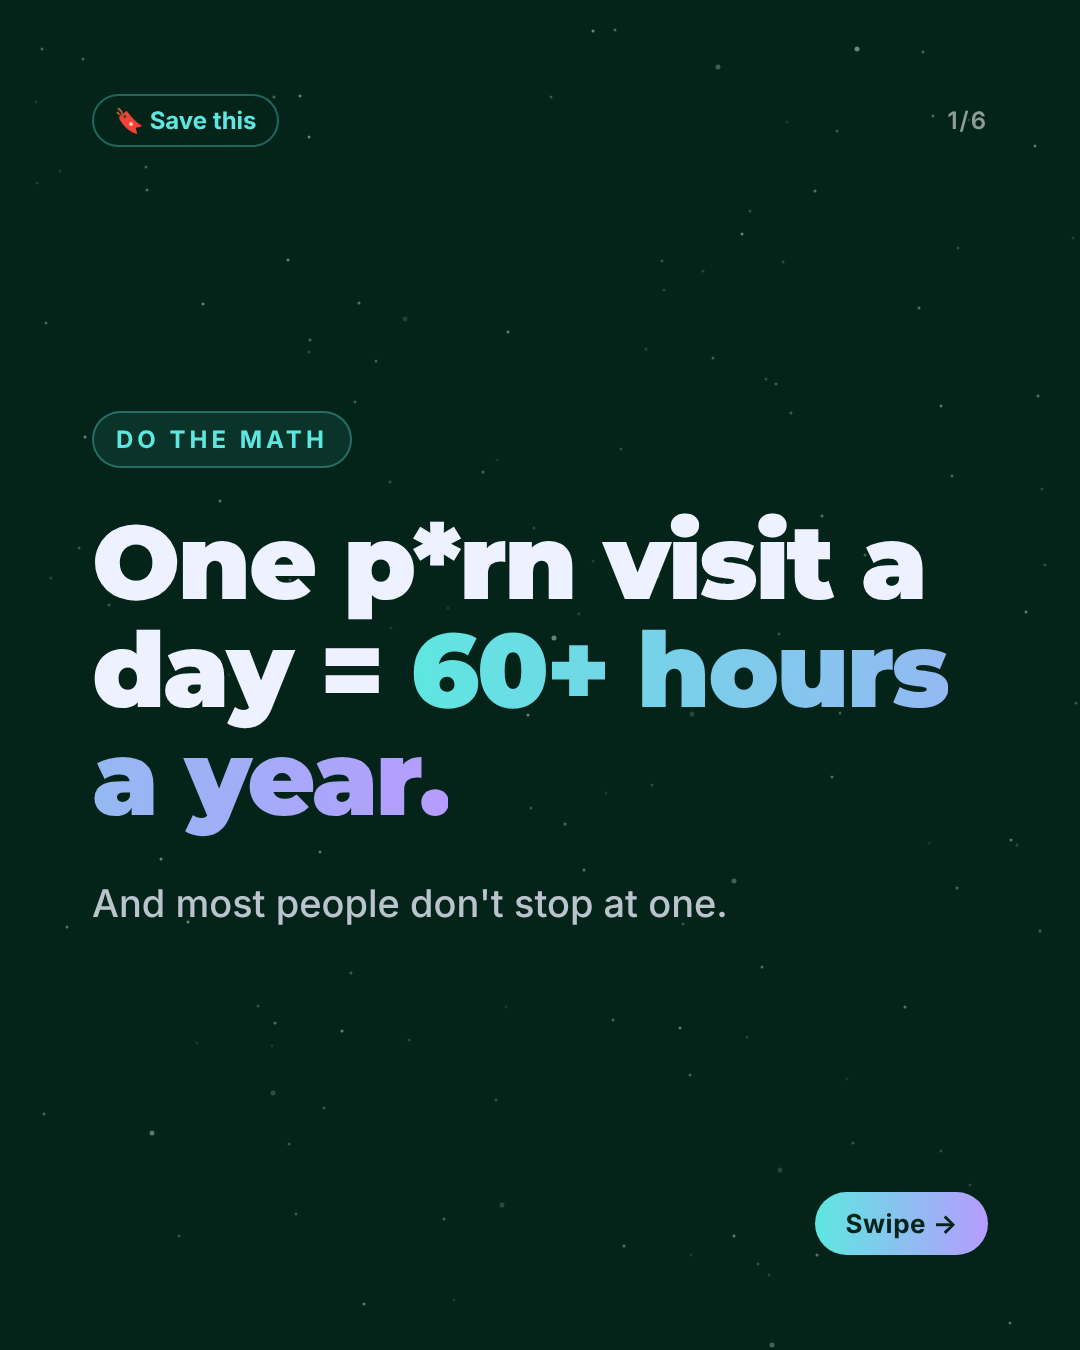 🔖 Save this
1/6
DO THE MATH
One p*rn visit a
day = 60+ hours
a year.
And most people don't stop at one.
Swipe →